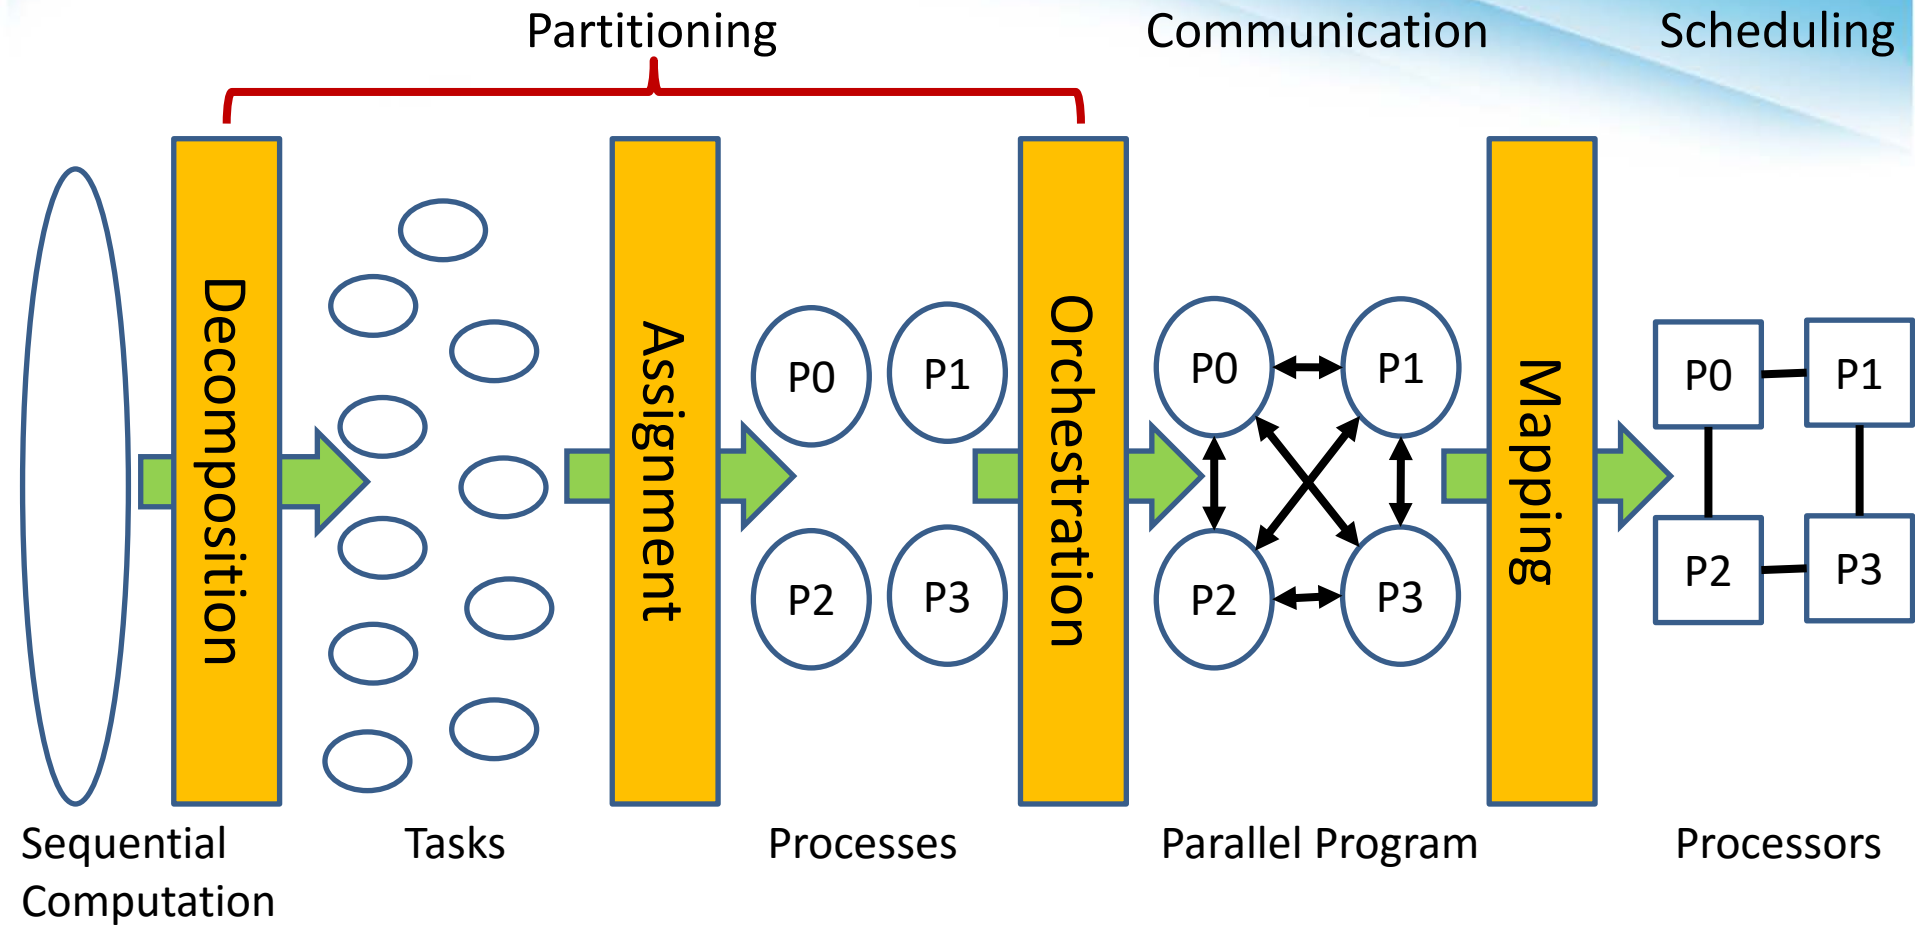 Partitioning
Communication
Scheduling
Decomposition
Assignment
P0
P1
P2
P3
Orchestration
P0
P1
P2
P3
Mapping
P0
P1
P2
P3
Sequential
Computation
Tasks
Processes
Parallel Program
Processors